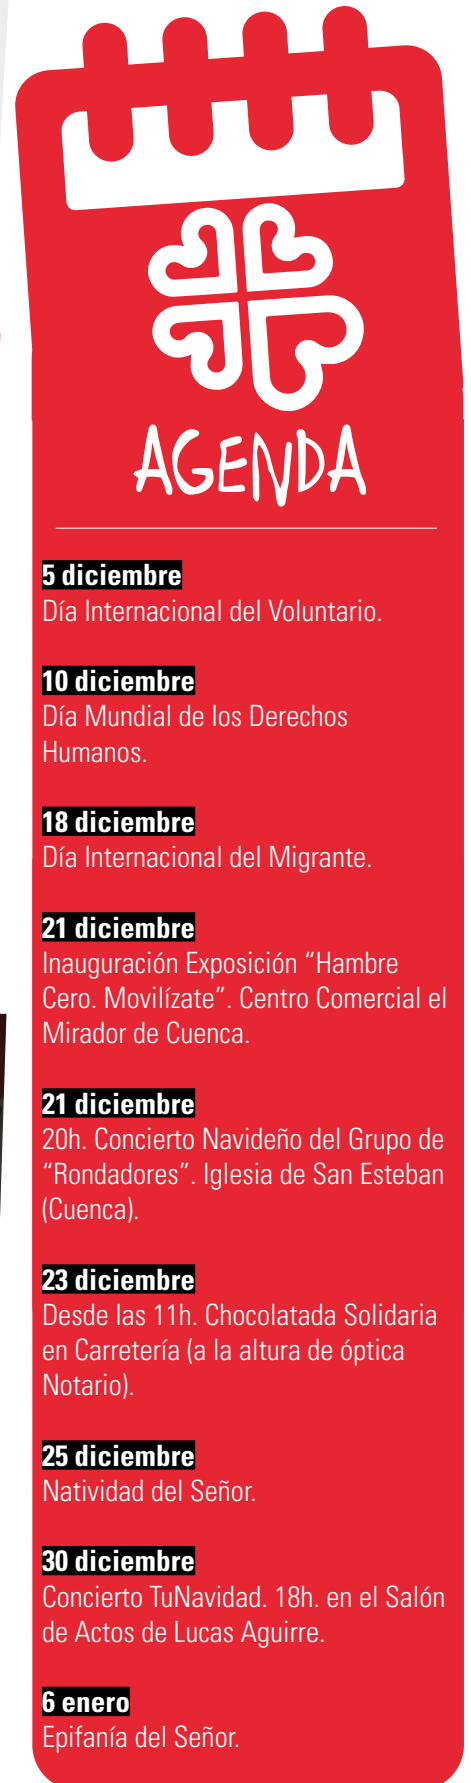 AGENDA
5 diciembre
Día Internacional del Voluntario.
10 diciembre
Día Mundial de los Derechos
Humanos.
18 diciembre
Día Internacional del Migrante.
21 diciembre
Inauguración Exposición “Hambre
Cero. Movilízate”. Centro Comercial el
Mirador de Cuenca.
21 diciembre
20h. Concierto Navideño del Grupo de
“Rondadores”. Iglesia de San Esteban
(Cuenca).
23 diciembre
Desde las 11h. Chocolatada Solidaria
en Carretería (a la altura de óptica
Notario).
25 diciembre
Natividad del Señor.
30 diciembre
Concierto TuNavidad. 18h. en el Salón
de Actos de Lucas Aguirre.
6 enero
Epifanía del Señor.